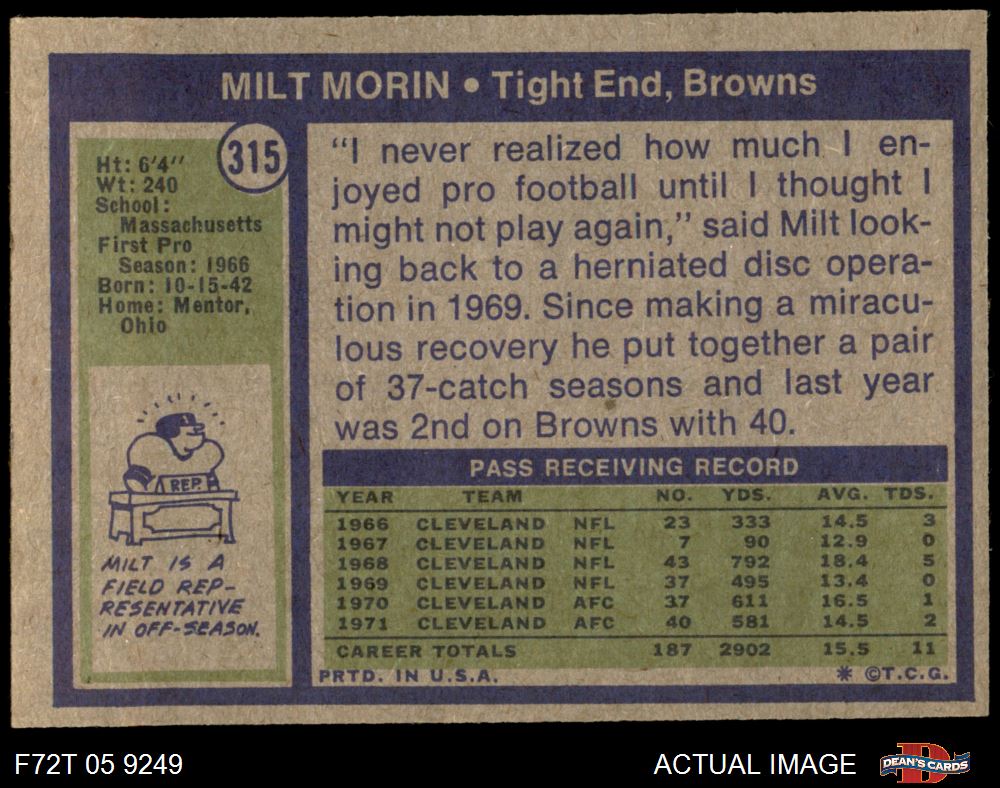 MILT MORIN • Tight End, Browns
315
Ht: 6'4''
Wt: 240
School:
Massachusetts
First Pro
Season: 1966
Born: 10-15-42
Home: Mentor,
Ohio
REP.
MILT IS A
FIELD REP-
RESENTATIVE
IN OFF-SEASON.
“I never realized how much I en-
joyed pro football until I thought I
might not play again,” said Milt look-
ing back to a herniated disc opera-
tion in 1969. Since making a miracu-
lous recovery he put together a pair
of 37-catch seasons and last year
was 2nd on Browns with 40.
PASS RECEIVING RECORD
YEAR TEAM NO. YDS. AVG. TDS.
1966 CLEVELAND NFL 23 333 14.5 3
1967 CLEVELAND NFL 7 90 12.9 0
1968 CLEVELAND NFL 43 792 18.4 5
1969 CLEVELAND NFL 37 495 13.4 0
1970 CLEVELAND AFC 37 611 16.5 1
1971 CLEVELAND AFC 40 581 14.5 2
CAREER TOTALS 187 2902 15.5 11
PRTD. IN U.S.A. * ©T.C.G.
F72T 05 9249 ACTUAL IMAGE DEAN'S CARDS